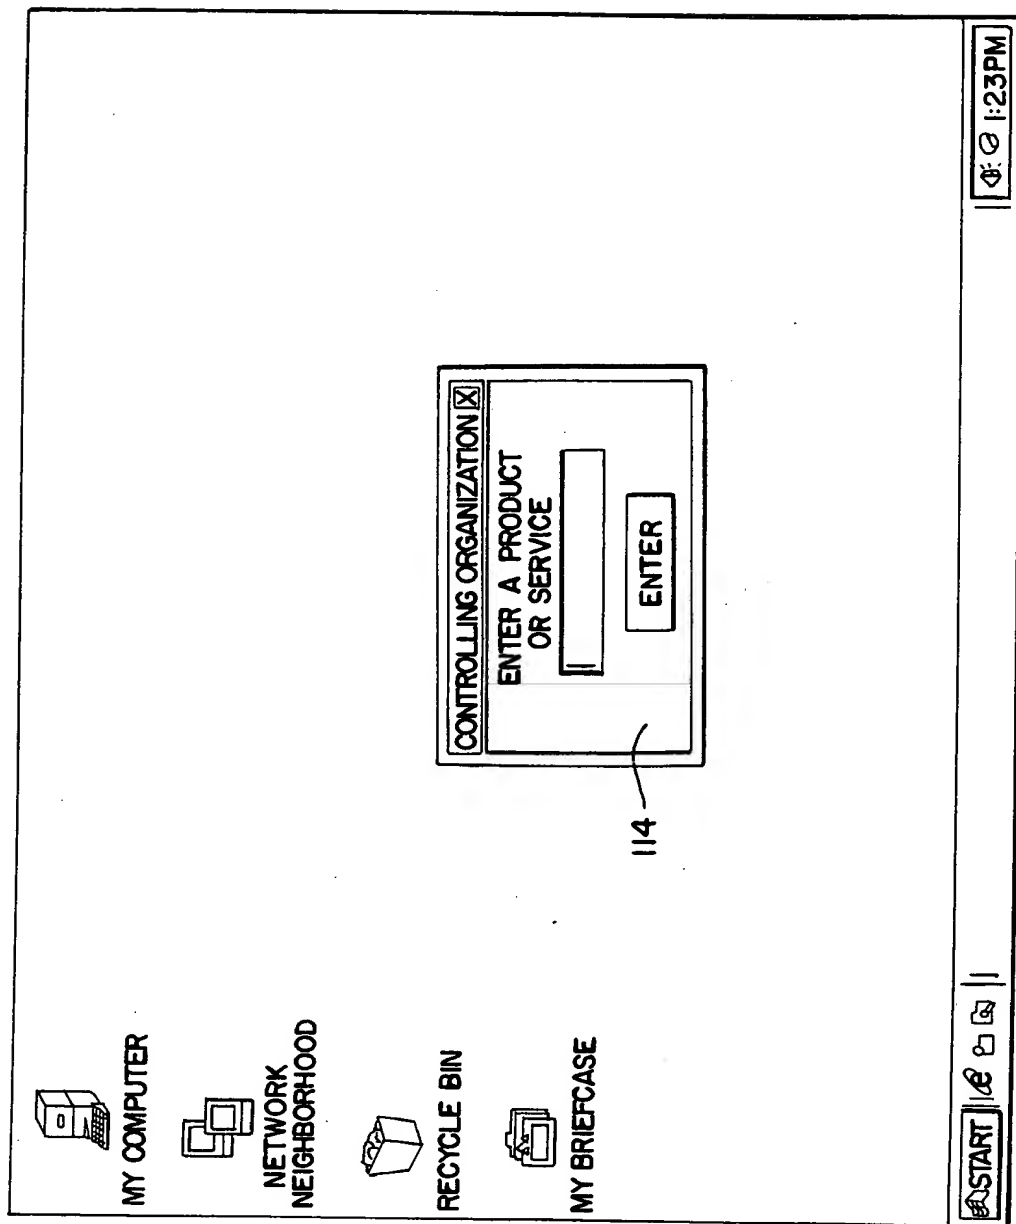 MY COMPUTER
NETWORK
NEIGHBORHOOD
RECYCLE BIN
MY BRIEFCASE
CONTROLLING ORGANIZATION X
ENTER A PRODUCT
OR SERVICE
ENTER
114
START
1:23PM